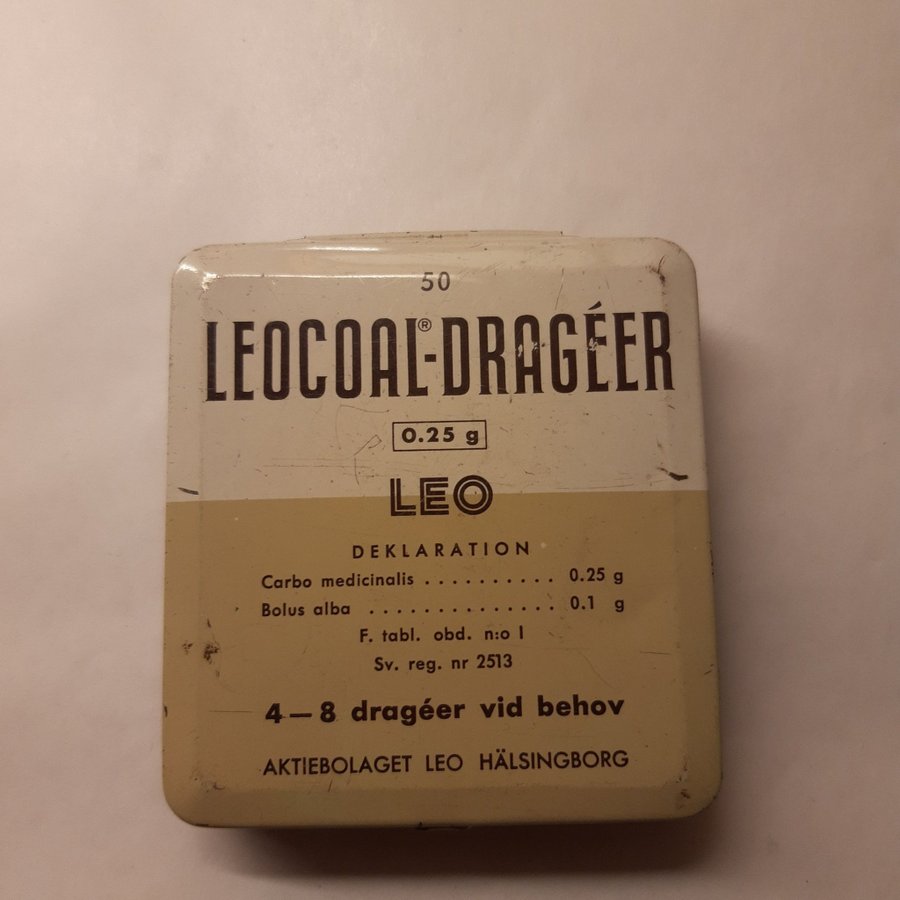 50
LEOCOAL®-DRAGÉER
0.25 g
LEO
DEKLARATION
Carbo medicinalis .......... 0.25 g
Bolus alba .............. 0.1 g
F. tabl. obd. n:o I
Sv. reg. nr 2513
4—8 dragéer vid behov
AKTIEBOLAGET LEO HÄLSINGBORG